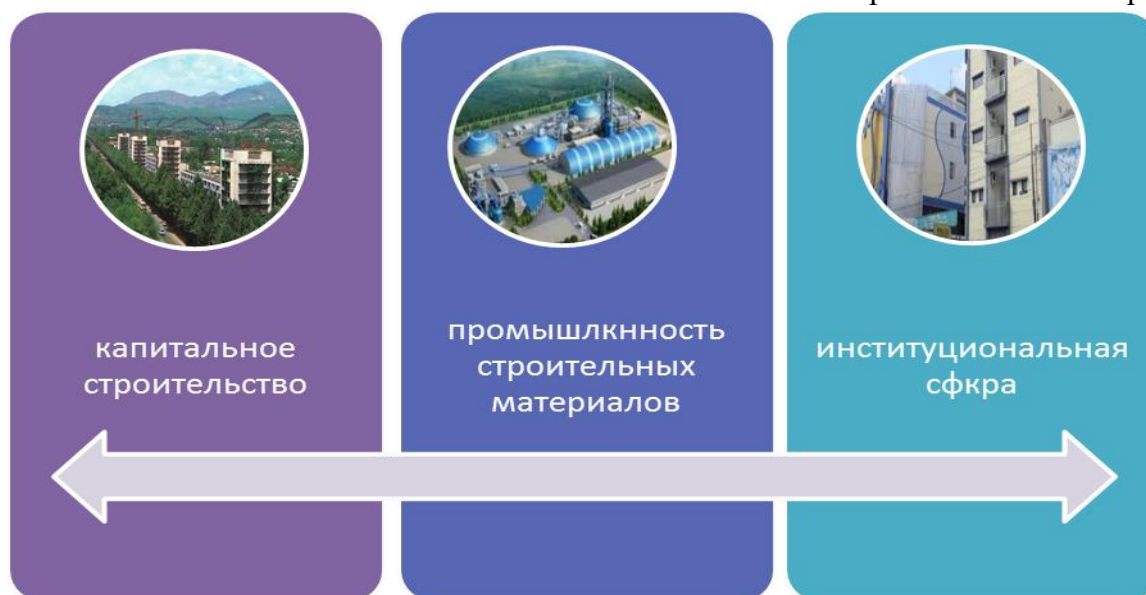 капитальное
строительство
промышлкнность
строительных
материалов
институциональная
сфкра